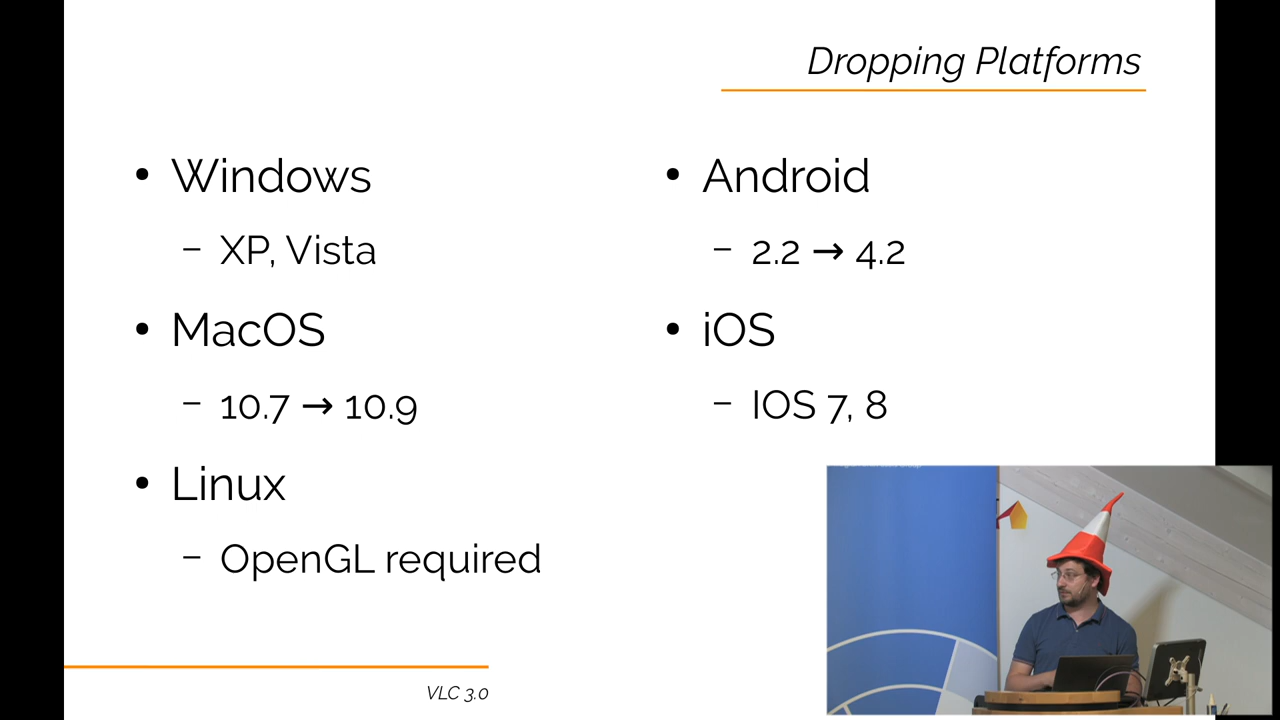 Dropping Platforms
• Windows
– XP, Vista
• MacOS
– 10.7 → 10.9
• Linux
– OpenGL required
• Android
– 2.2 → 4.2
• iOS
– IOS 7, 8
VLC 3.0